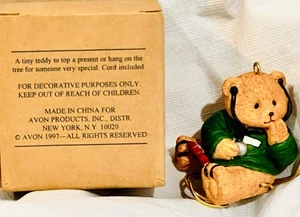 A tiny teddy to top a present or hang on the
tree for someone very special. Cord included
FOR DECORATIVE PURPOSES ONLY
KEEP OUT OF REACH OF CHILDREN
MADE IN CHINA FOR
AVON PRODUCTS, INC., DISTR
NEW YORK, N.Y 10020
© AVON 1997—ALL RIGHTS RESERVED